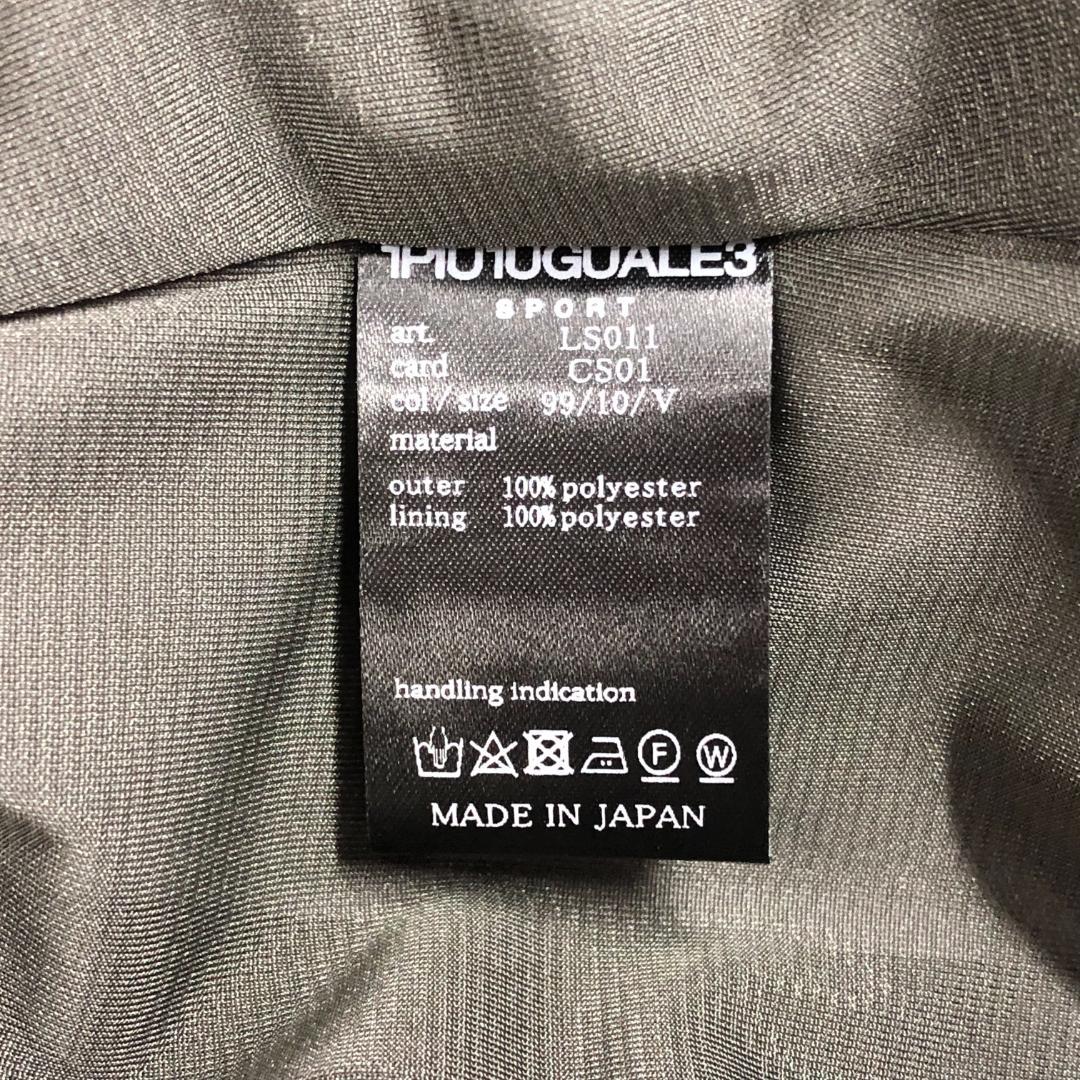 1PIU1UGUALE3
SPORT
art. LS011
card CS01
col/size 99/10/V
material
outer 100% polyester
lining 100% polyester
handling indication
F W
MADE IN JAPAN